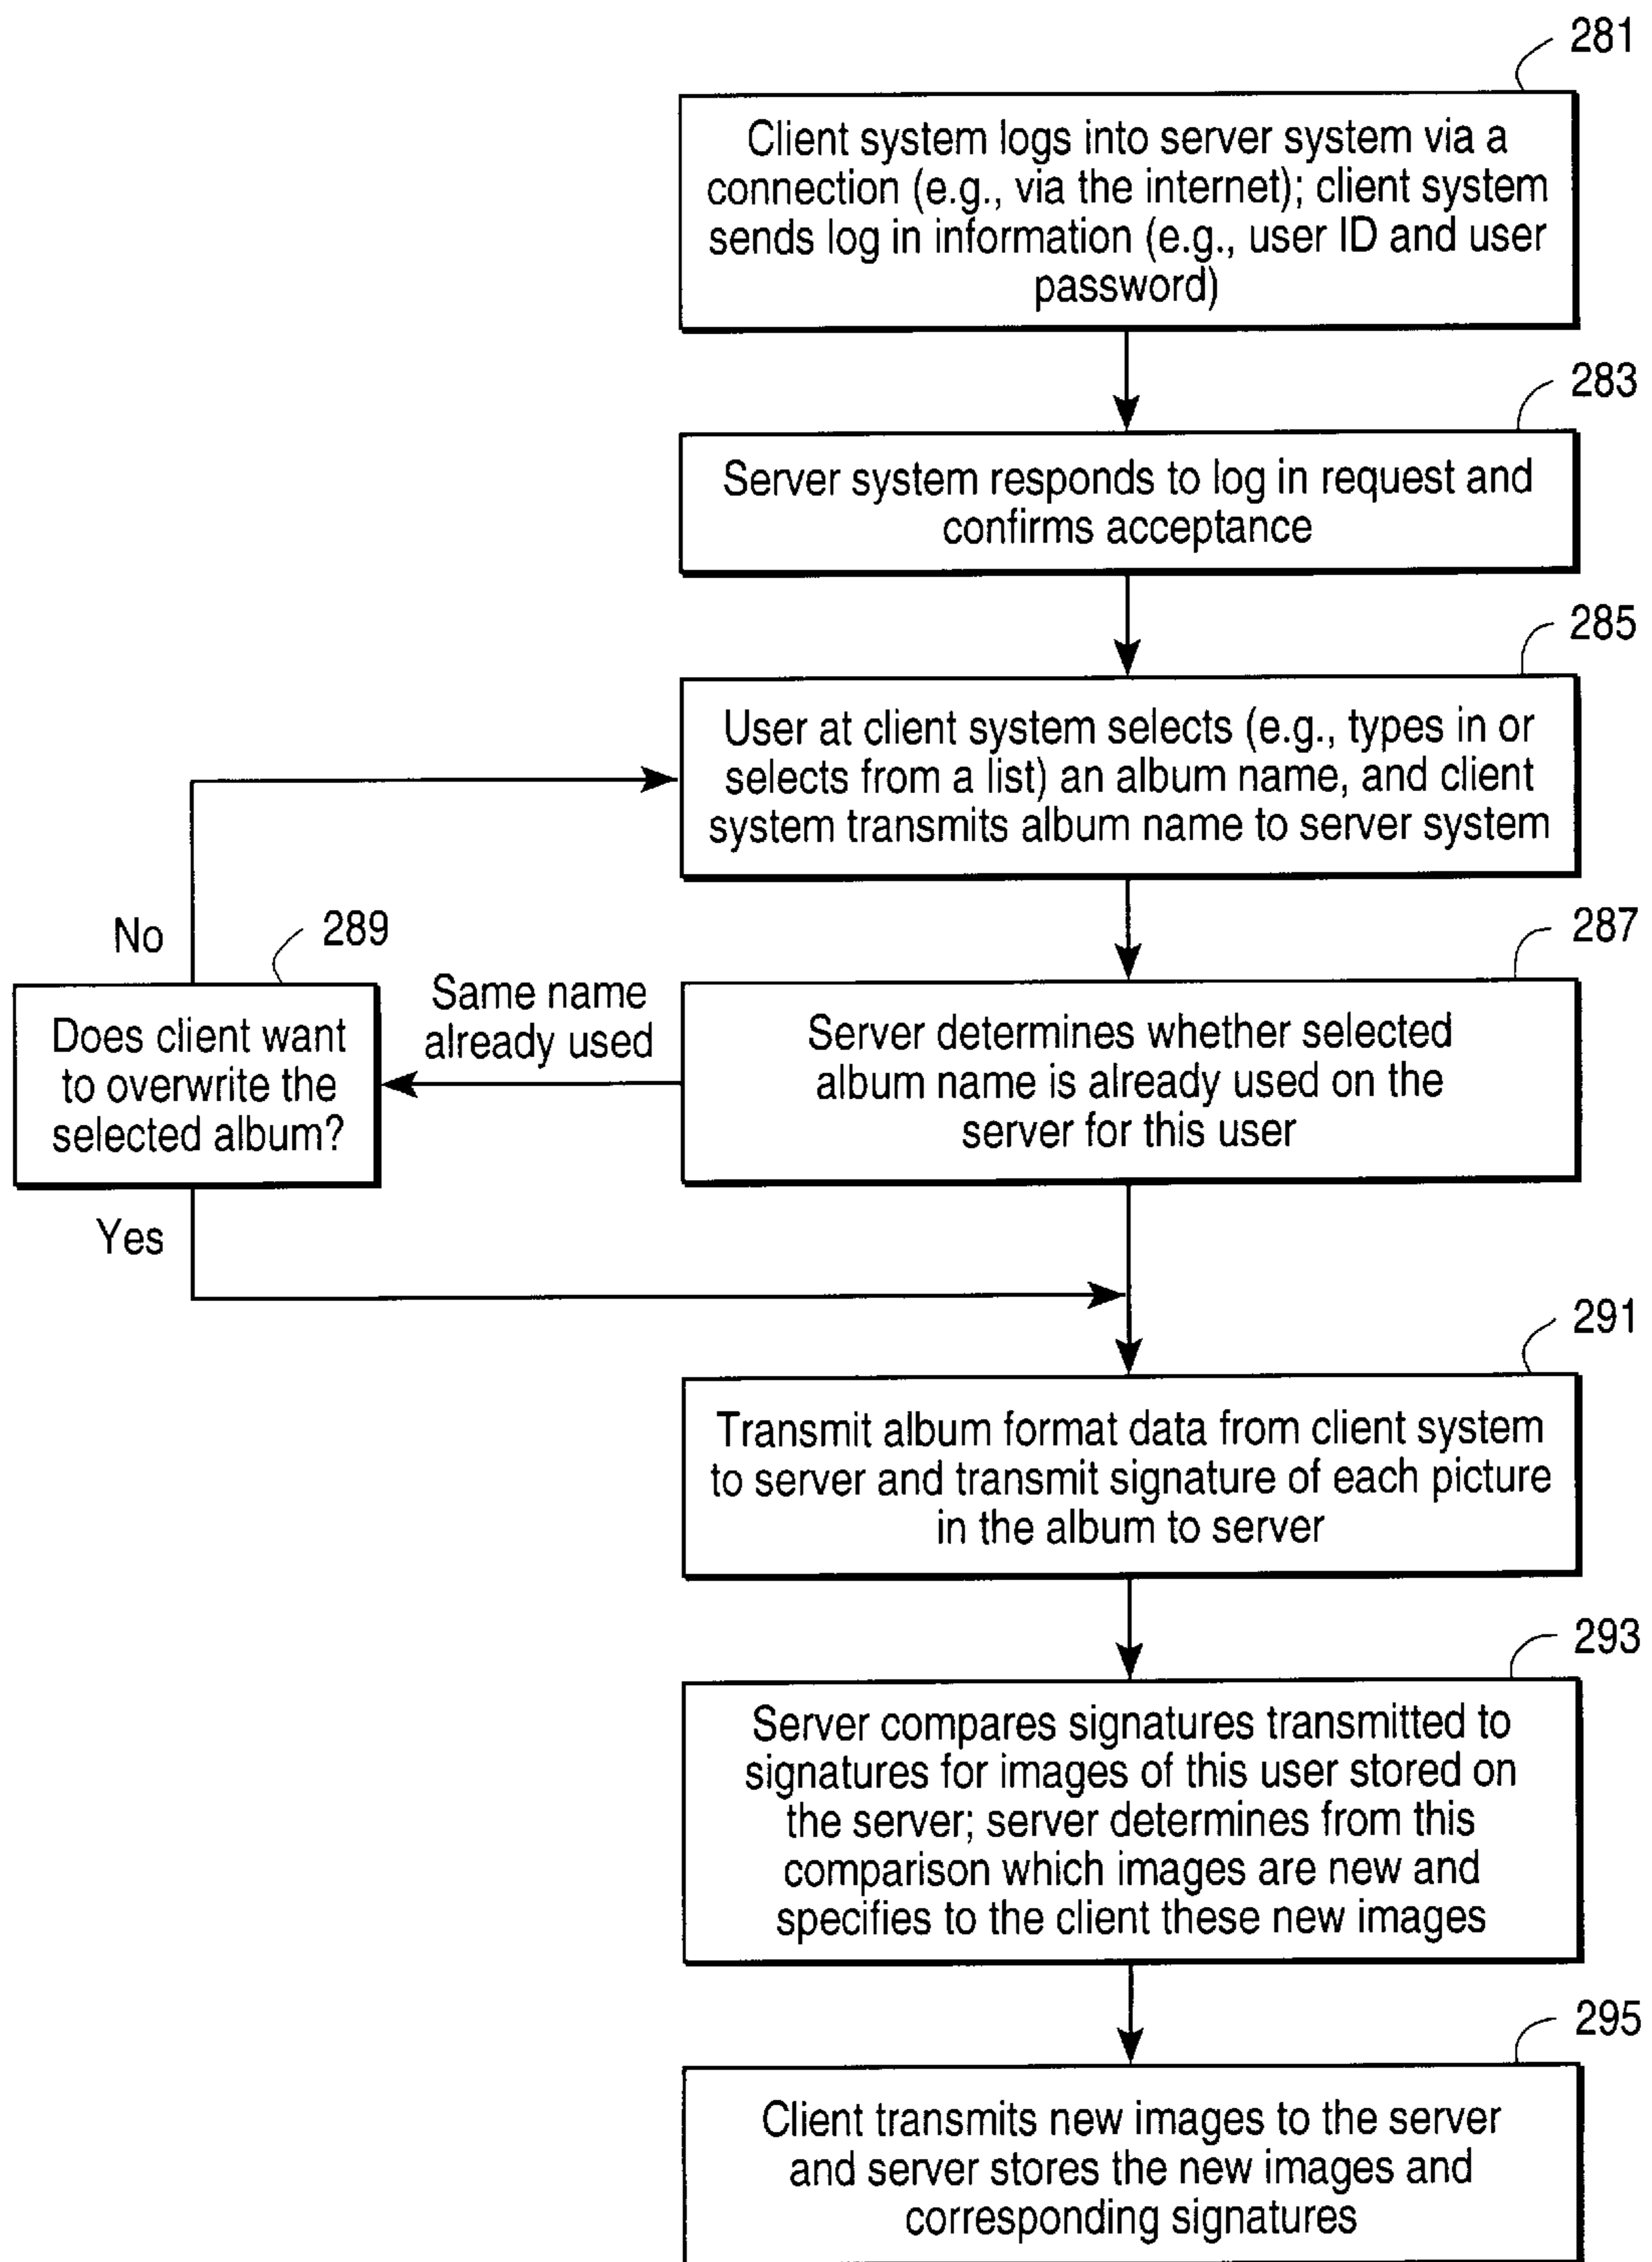 281
Client system logs into server system via a
connection (e.g., via the internet); client system
sends log in information (e.g., user ID and user
password)
283
Server system responds to log in request and
confirms acceptance
285
User at client system selects (e.g., types in or
selects from a list) an album name, and client
system transmits album name to server system
287
Server determines whether selected
album name is already used on the
server for this user
Same name
already used
289
Does client want
to overwrite the
selected album?
No
Yes
291
Transmit album format data from client system
to server and transmit signature of each picture
in the album to server
293
Server compares signatures transmitted to
signatures for images of this user stored on
the server; server determines from this
comparison which images are new and
specifies to the client these new images
295
Client transmits new images to the server
and server stores the new images and
corresponding signatures